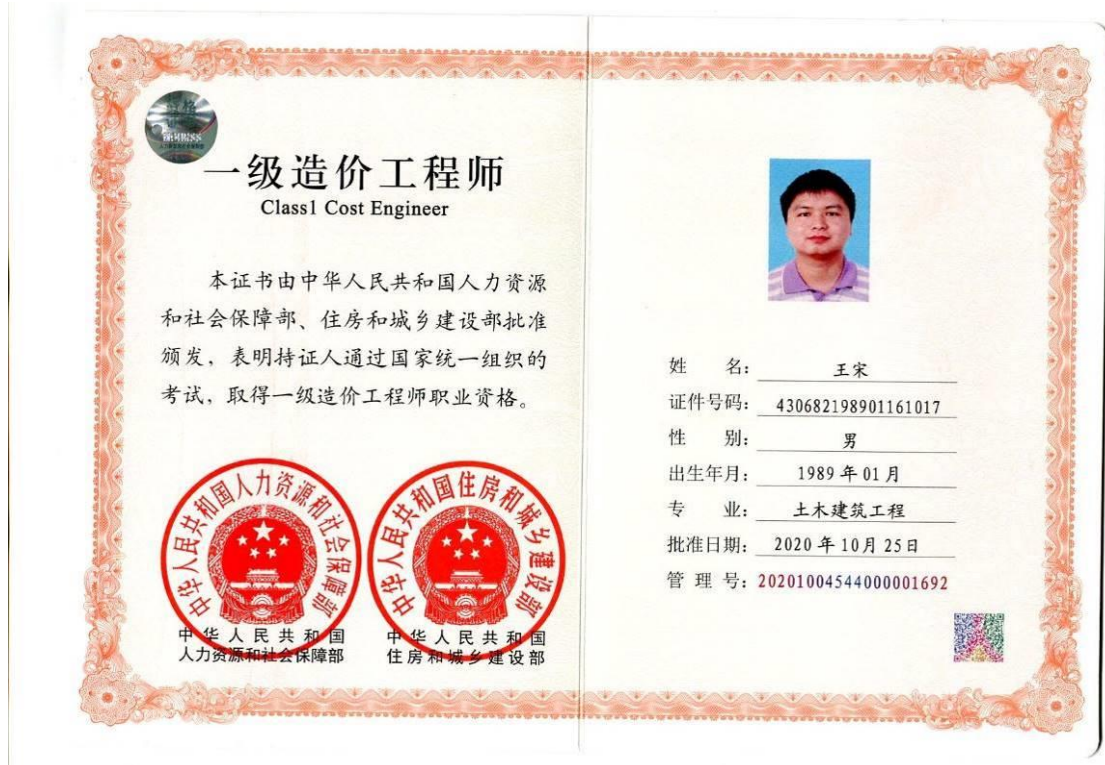 一级造价工程师
Class1 Cost Engineer
本证书由中华人民共和国人力资源
和社会保障部、住房和城乡建设部批准
颁发，表明持证人通过国家统一组织的
考试，取得一级造价工程师职业资格。
中华人民共和国人力资源和社会保障部
中华人民共和国住房和城乡建设部
中华人民共和国
人力资源和社会保障部
中华人民共和国
住房和城乡建设部
姓 名： 王宋
证件号码： 430682198901161017
性 别： 男
出生年月： 1989年01月
专 业： 土木建筑工程
批准日期： 2020年10月25日
管 理 号： 20201004544000001692